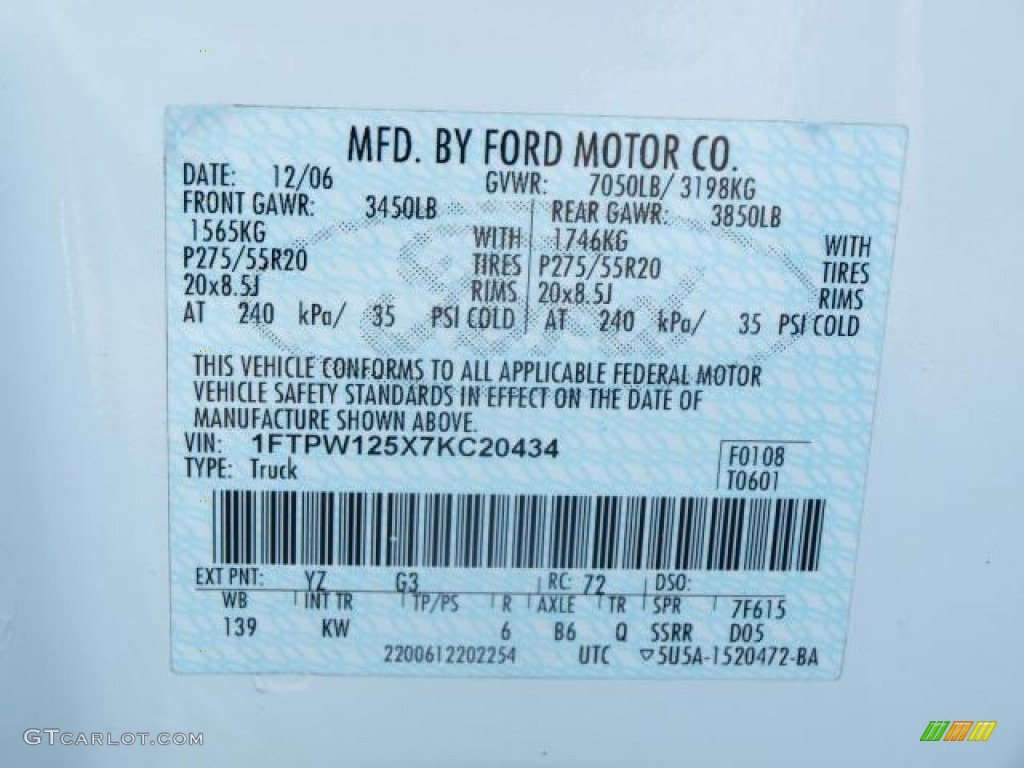 MFD. BY FORD MOTOR CO.
DATE: 12/06 GVWR: 7050LB/ 3198KG
FRONT GAWR: 3450LB REAR GAWR: 3850LB
1565KG WITH 1746KG WITH
P275/55R20 TIRES P275/55R20 TIRES
20x8.5J RIMS 20x8.5J RIMS
AT 240 kPa/ 35 PSI COLD AT 240 kPa/ 35 PSI COLD
THIS VEHICLE CONFORMS TO ALL APPLICABLE FEDERAL MOTOR
VEHICLE SAFETY STANDARDS IN EFFECT ON THE DATE OF
MANUFACTURE SHOWN ABOVE.
VIN: 1FTPW125X7KC20434
F0108
TYPE: Truck
T0601
EXT PNT: YZ G3 RC: 72 DSO:
WB INT TR TP/PS R AXLE TR SPR 7F615
139 KW 6 B6 Q SSRR D05
2200612202254 UTC ▽5U5A-1520472-BA
Ford
GTCARLOT.COM